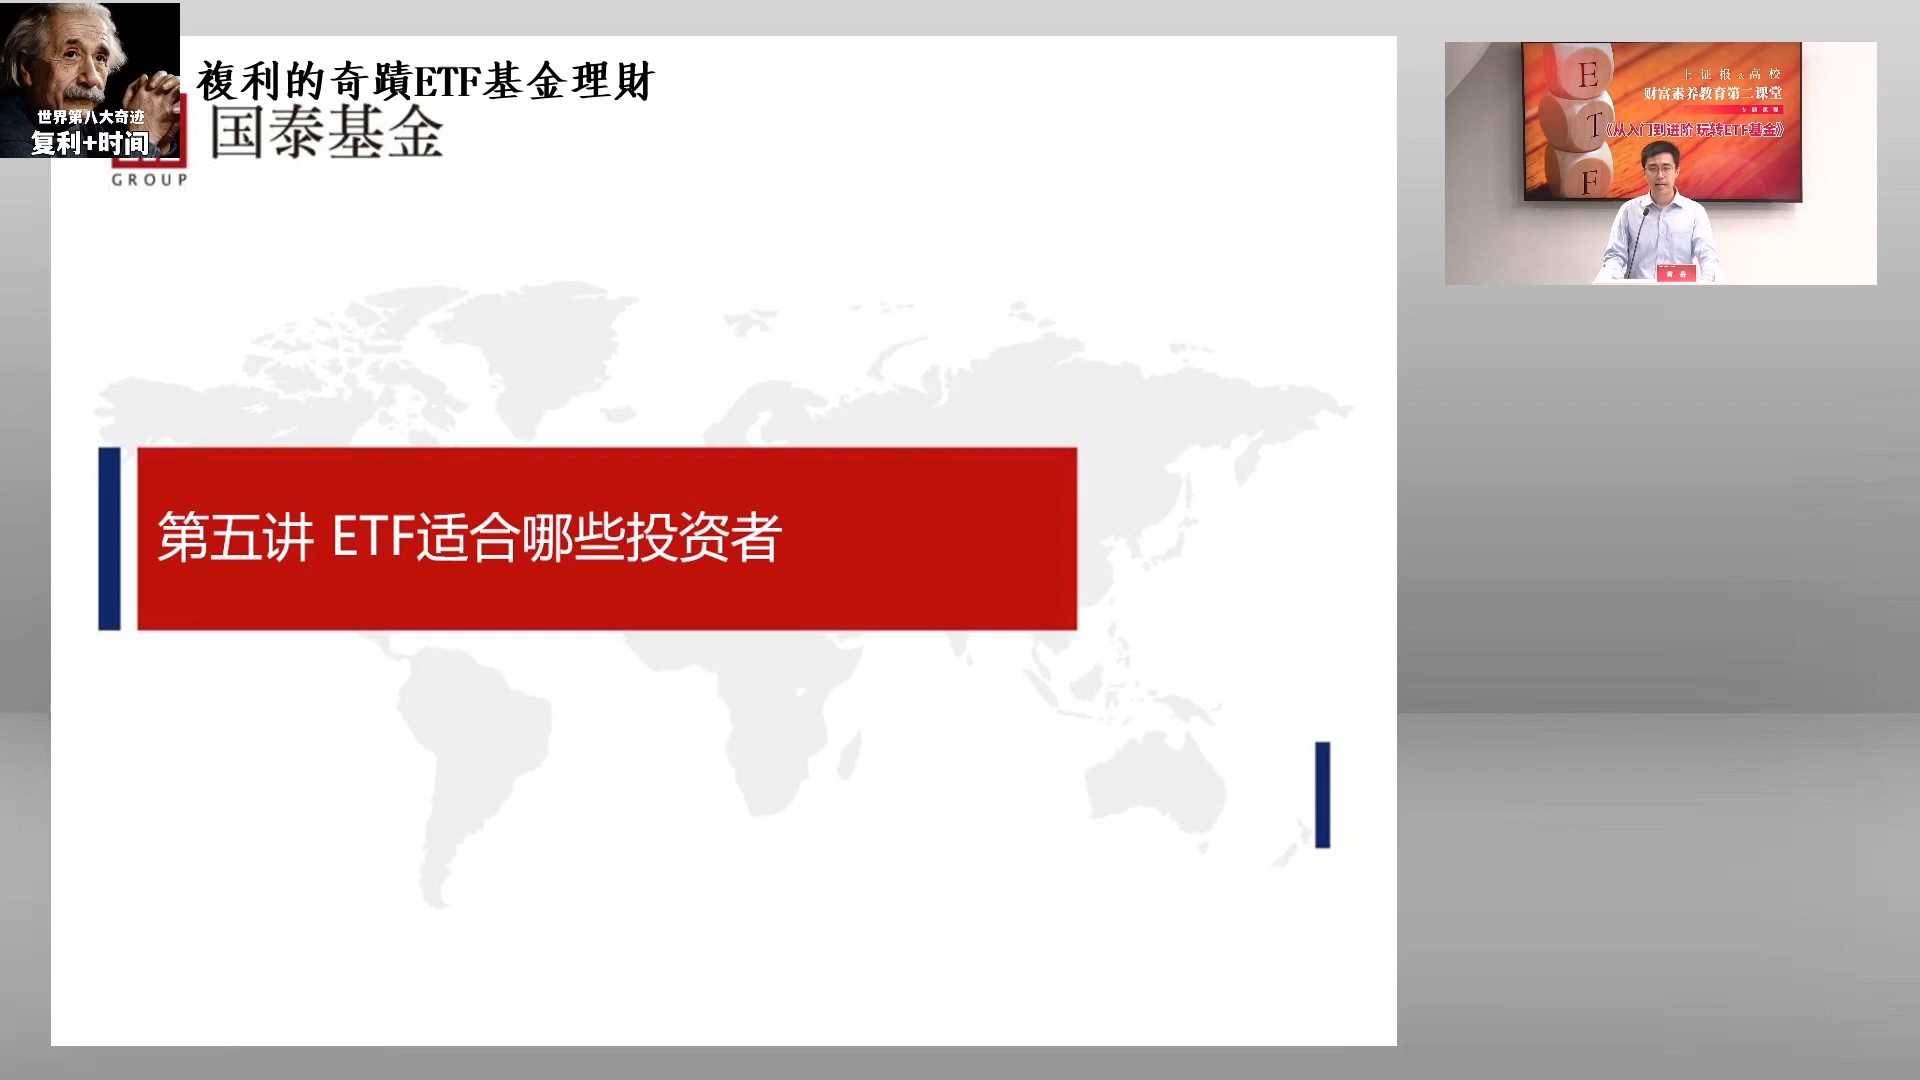 複利的奇蹟ETF基金理財
世界第八大奇迹
复利+时间
国泰基金
GROUP
第五讲 ETF适合哪些投资者
E
T
F
上证报&高校
财富素养教育第二课堂
《从入门到进阶 玩转ETF基金》